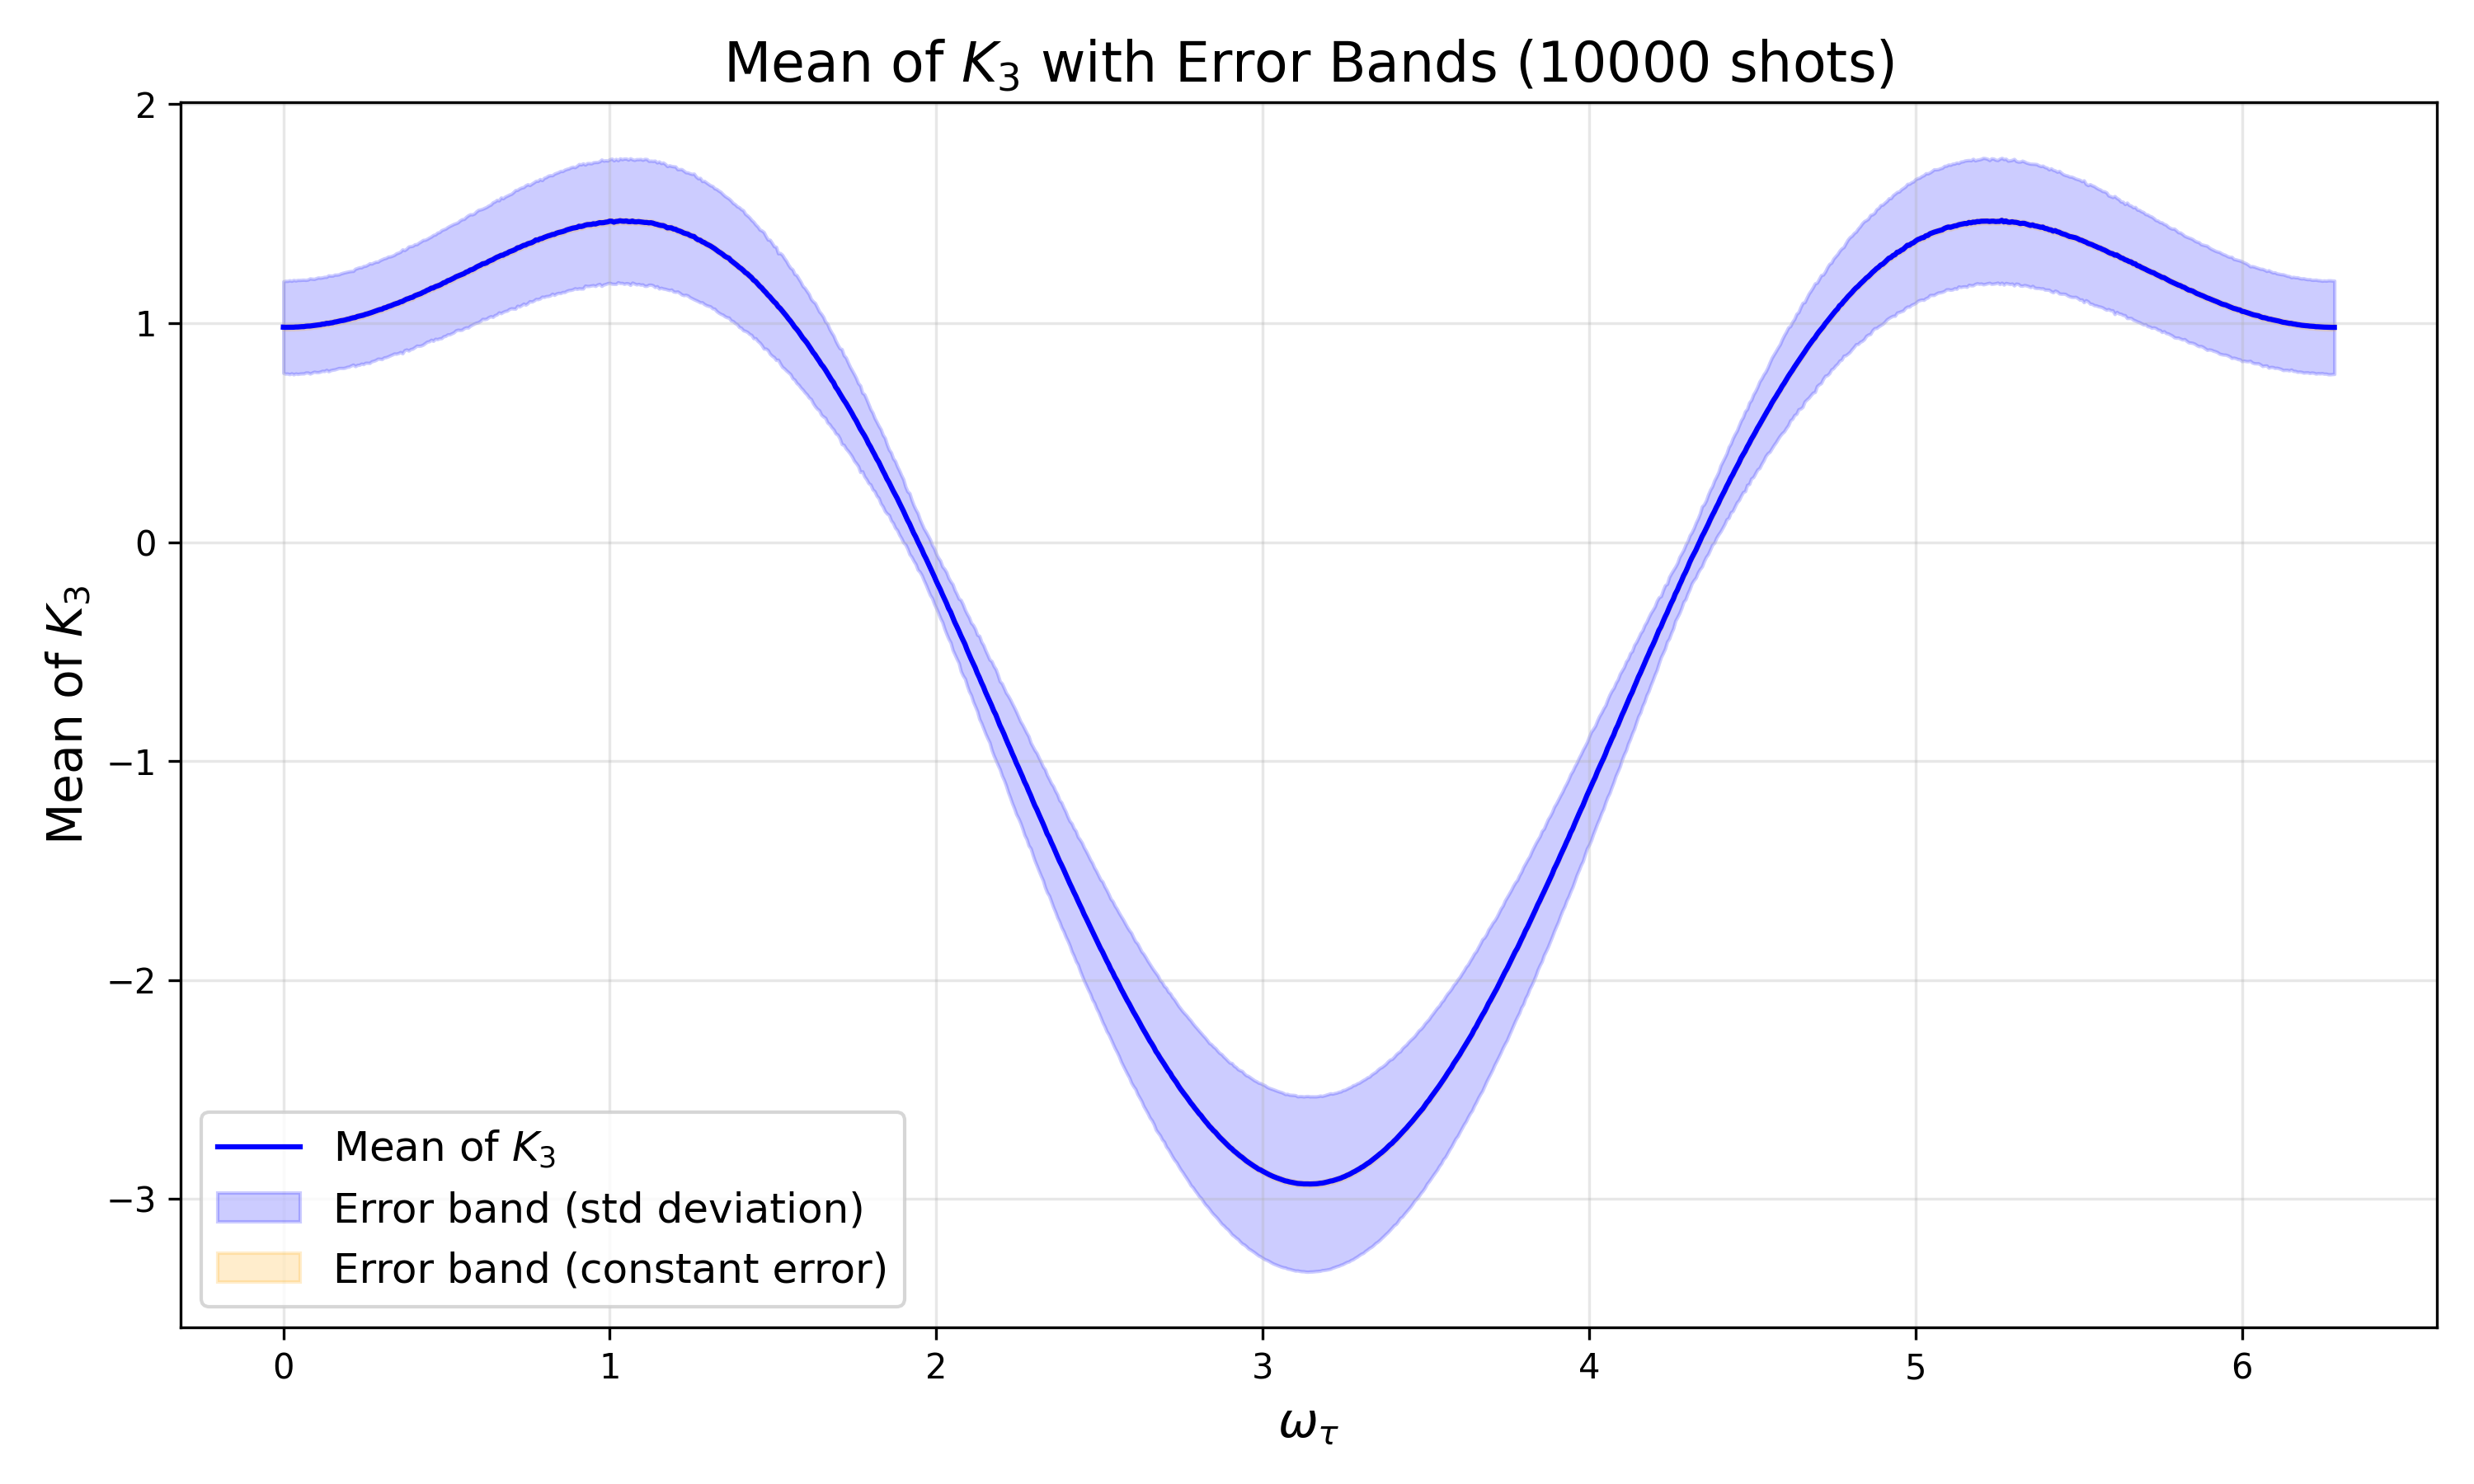 Mean of K₃ with Error Bands (10000 shots)
Mean of K₃
2
1
0
−1
−2
−3
Mean of K₃
Error band (std deviation)
Error band (constant error)
0 1 2 3 4 5 6
ω_τ